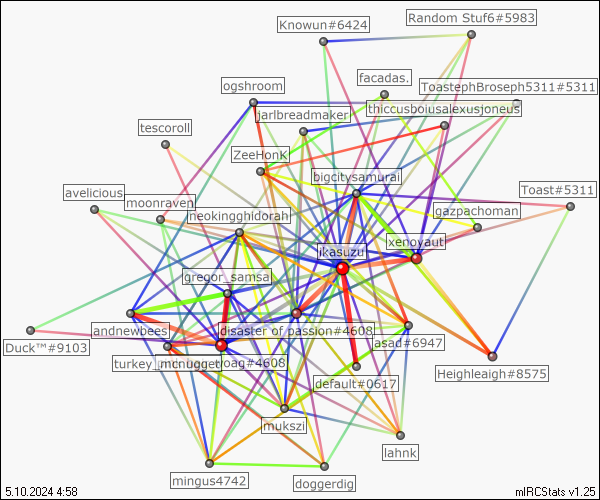 Knowun#6424
Random Stuf6#5983
ogshroom
facadas.
ToastephBroseph5311#5311
thiccusboiusalexusjoneus
jarlbreadmaker
tescoroll
ZeeHonK
bigcitysamurai
avelicious
moonraven
Toast#5311
neokingghidorah
gazpachoman
ikasuzu
xenoyaut
gregor_samsa
andnewbees
disaster of passion#4608
asad#6947
Duck™#9103
turkey_mcnugget
oag#4608
default#0617
Heighleaigh#8575
mukszi
lahnk
mingus4742
doggerdig
5.10.2024 4:58
mIRCStats v1.25